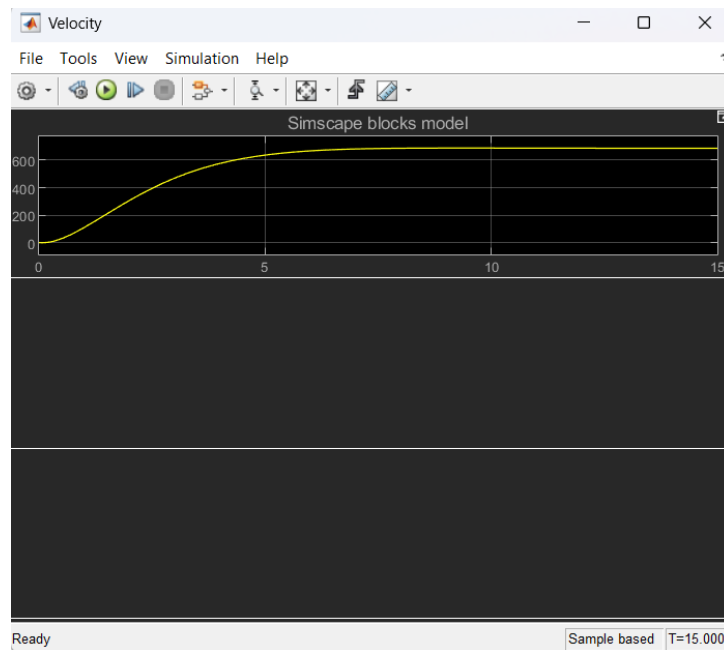 Velocity
File Tools View Simulation Help
Simscape blocks model
600
400
200
0
0 5 10 15
Ready Sample based T=15.000